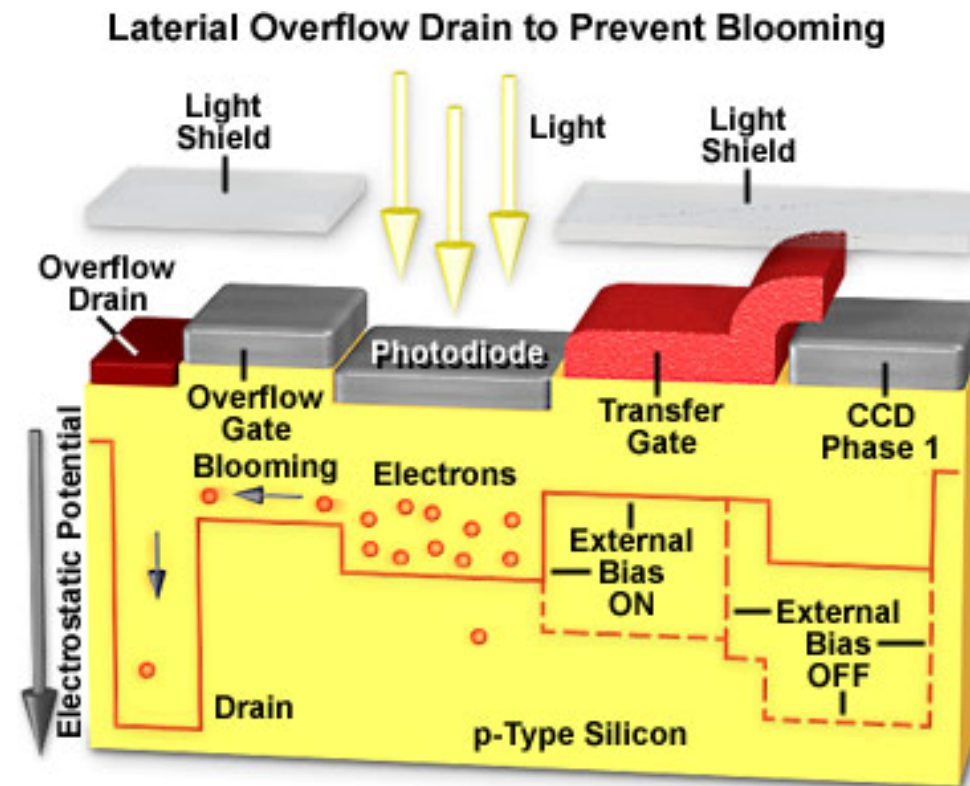 Laterial Overflow Drain to Prevent Blooming
Light
Shield
Light
Light
Shield
Overflow
Drain
Photodiode
Overflow
Gate
Transfer
Gate
CCD
Phase 1
Blooming
Electrons
Electrostatic Potential
External
Bias
ON
External
Bias
OFF
Drain
p-Type Silicon